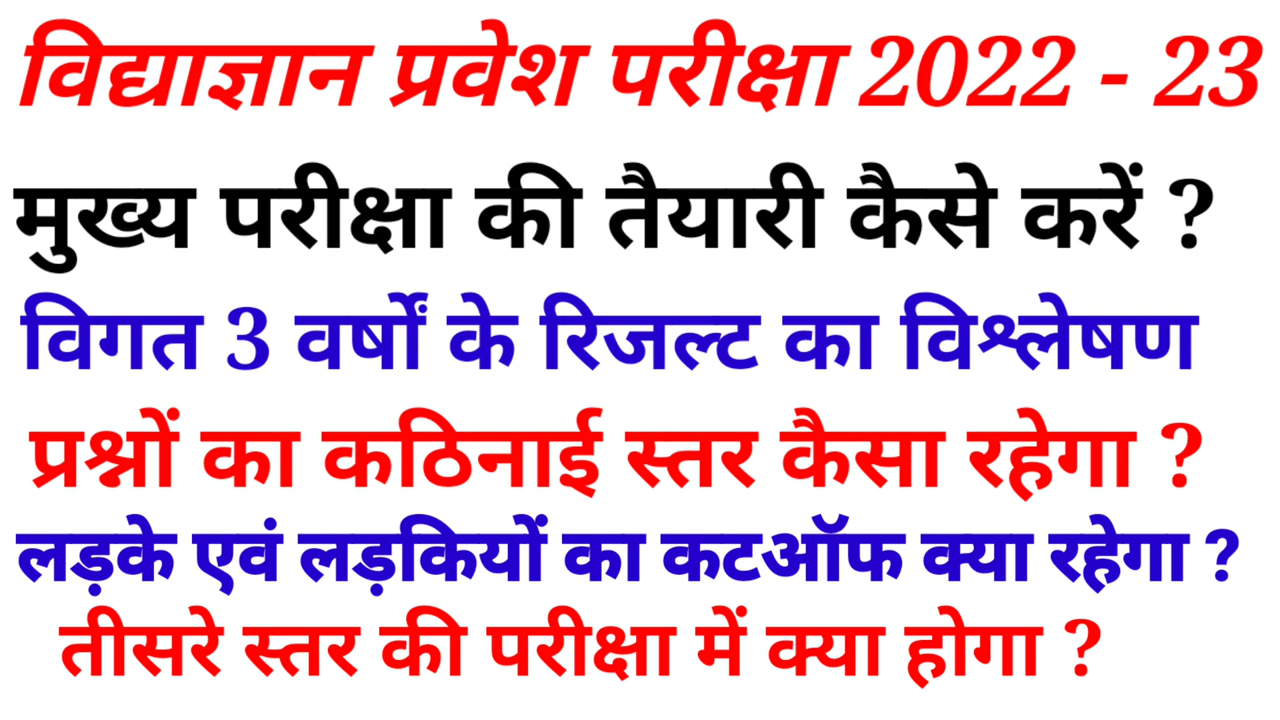 विद्याज्ञान प्रवेश परीक्षा 2022 - 23
मुख्य परीक्षा की तैयारी कैसे करें ?
विगत 3 वर्षों के रिजल्ट का विश्लेषण
प्रश्नों का कठिनाई स्तर कैसा रहेगा ?
लड़के एवं लड़कियों का कटऑफ क्या रहेगा ?
तीसरे स्तर की परीक्षा में क्या होगा ?